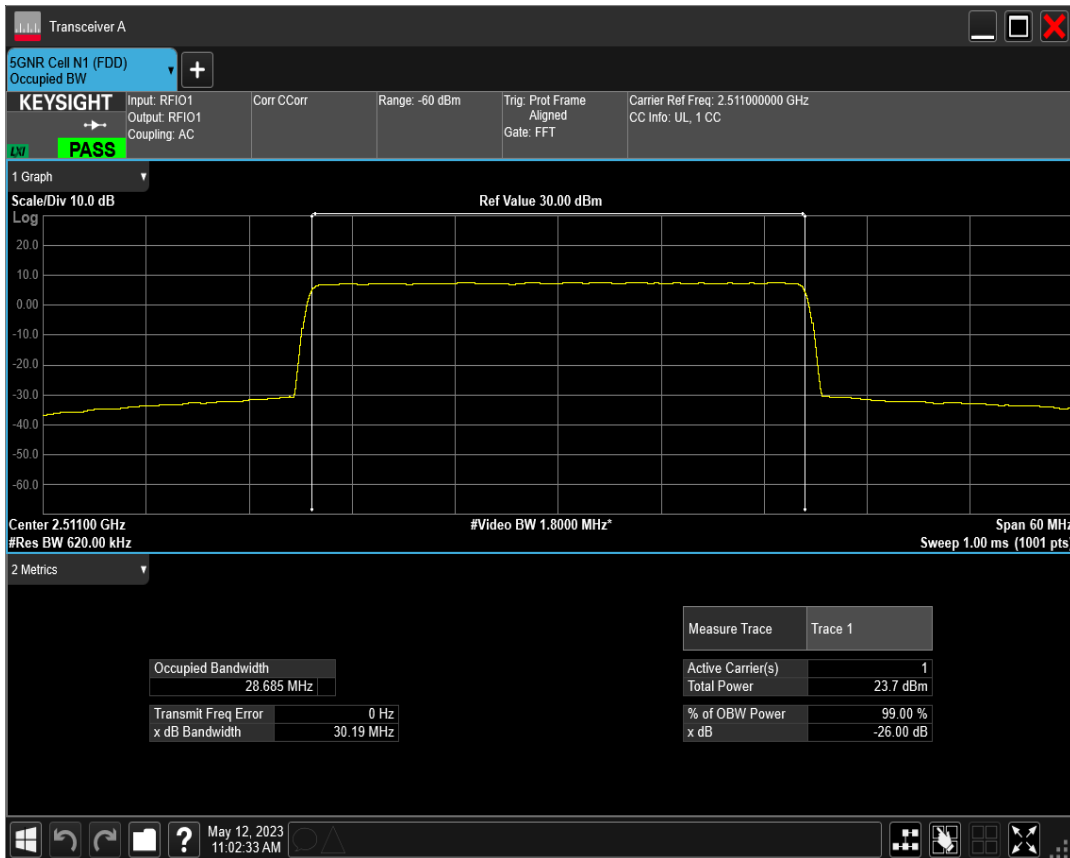 Transceiver A
5GNR Cell N1 (FDD)
Occupied BW
+
KEYSIGHT
LXI
PASS
Input: RFIO1
Output: RFIO1
Coupling: AC
Corr CCorr
Range: -60 dBm
Trig: Prot Frame
Aligned
Gate: FFT
Carrier Ref Freq: 2.511000000 GHz
CC Info: UL, 1 CC
1 Graph
Scale/Div 10.0 dB
Ref Value 30.00 dBm
Log
20.0
10.0
0.00
-10.0
-20.0
-30.0
-40.0
-50.0
-60.0
Center 2.51100 GHz
#Video BW 1.8000 MHz*
Span 60 MHz
#Res BW 620.00 kHz
Sweep 1.00 ms (1001 pts)
2 Metrics
Measure Trace Trace 1
Occupied Bandwidth
28.685 MHz
Active Carrier(s) 1
Total Power 23.7 dBm
Transmit Freq Error 0 Hz
x dB Bandwidth 30.19 MHz
% of OBW Power 99.00 %
x dB -26.00 dB
?
May 12, 2023
11:02:33 AM